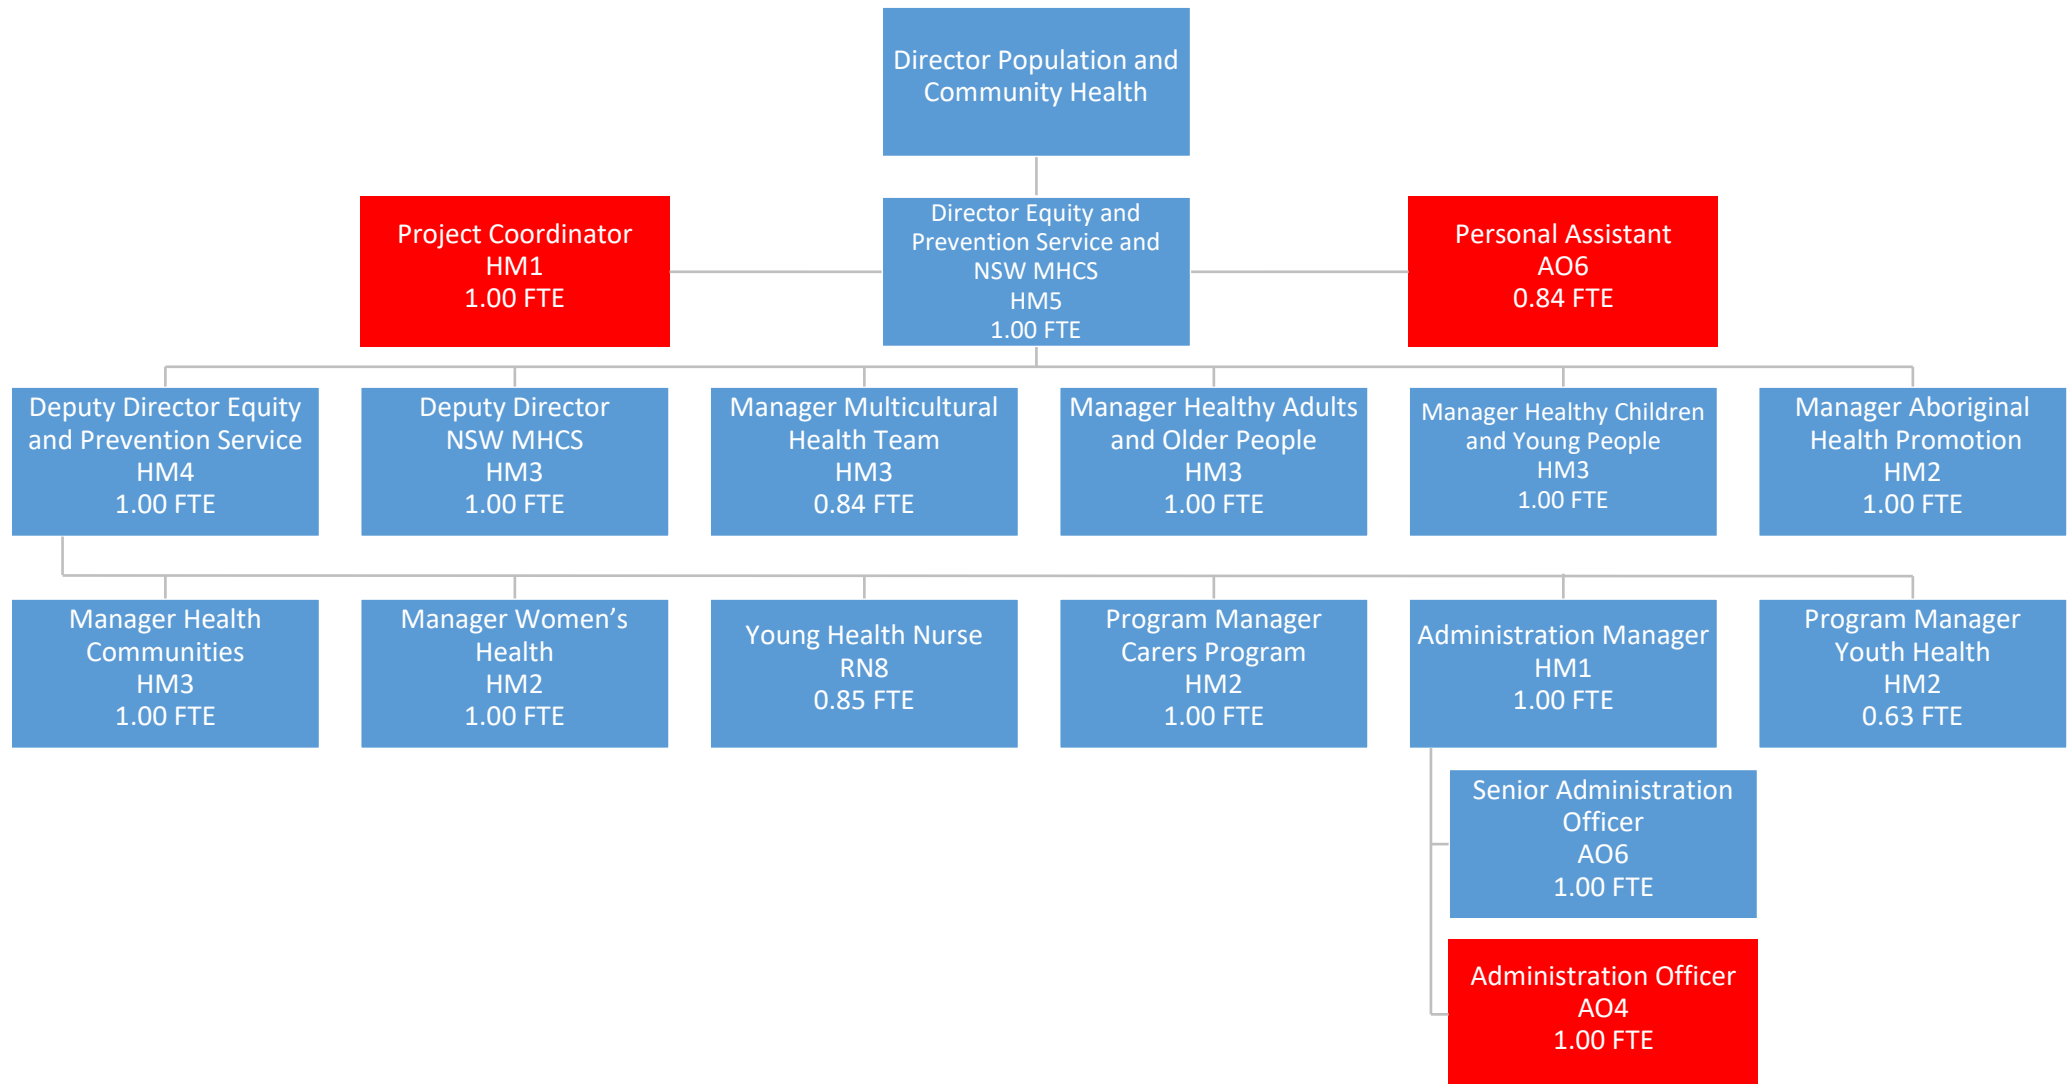 Director Population and
Community Health
Project Coordinator
HM1
1.00 FTE
Director Equity and
Prevention Service and
NSW MHCS
HM5
1.00 FTE
Personal Assistant
AO6
0.84 FTE
Deputy Director Equity
and Prevention Service
HM4
1.00 FTE
Deputy Director
NSW MHCS
HM3
1.00 FTE
Manager Multicultural
Health Team
HM3
0.84 FTE
Manager Healthy Adults
and Older People
HM3
1.00 FTE
Manager Healthy Children
and Young People
HM3
1.00 FTE
Manager Aboriginal
Health Promotion
HM2
1.00 FTE
Manager Health
Communities
HM3
1.00 FTE
Manager Women’s
Health
HM2
1.00 FTE
Young Health Nurse
RN8
0.85 FTE
Program Manager
Carers Program
HM2
1.00 FTE
Administration Manager
HM1
1.00 FTE
Program Manager
Youth Health
HM2
0.63 FTE
Senior Administration
Officer
AO6
1.00 FTE
Administration Officer
AO4
1.00 FTE